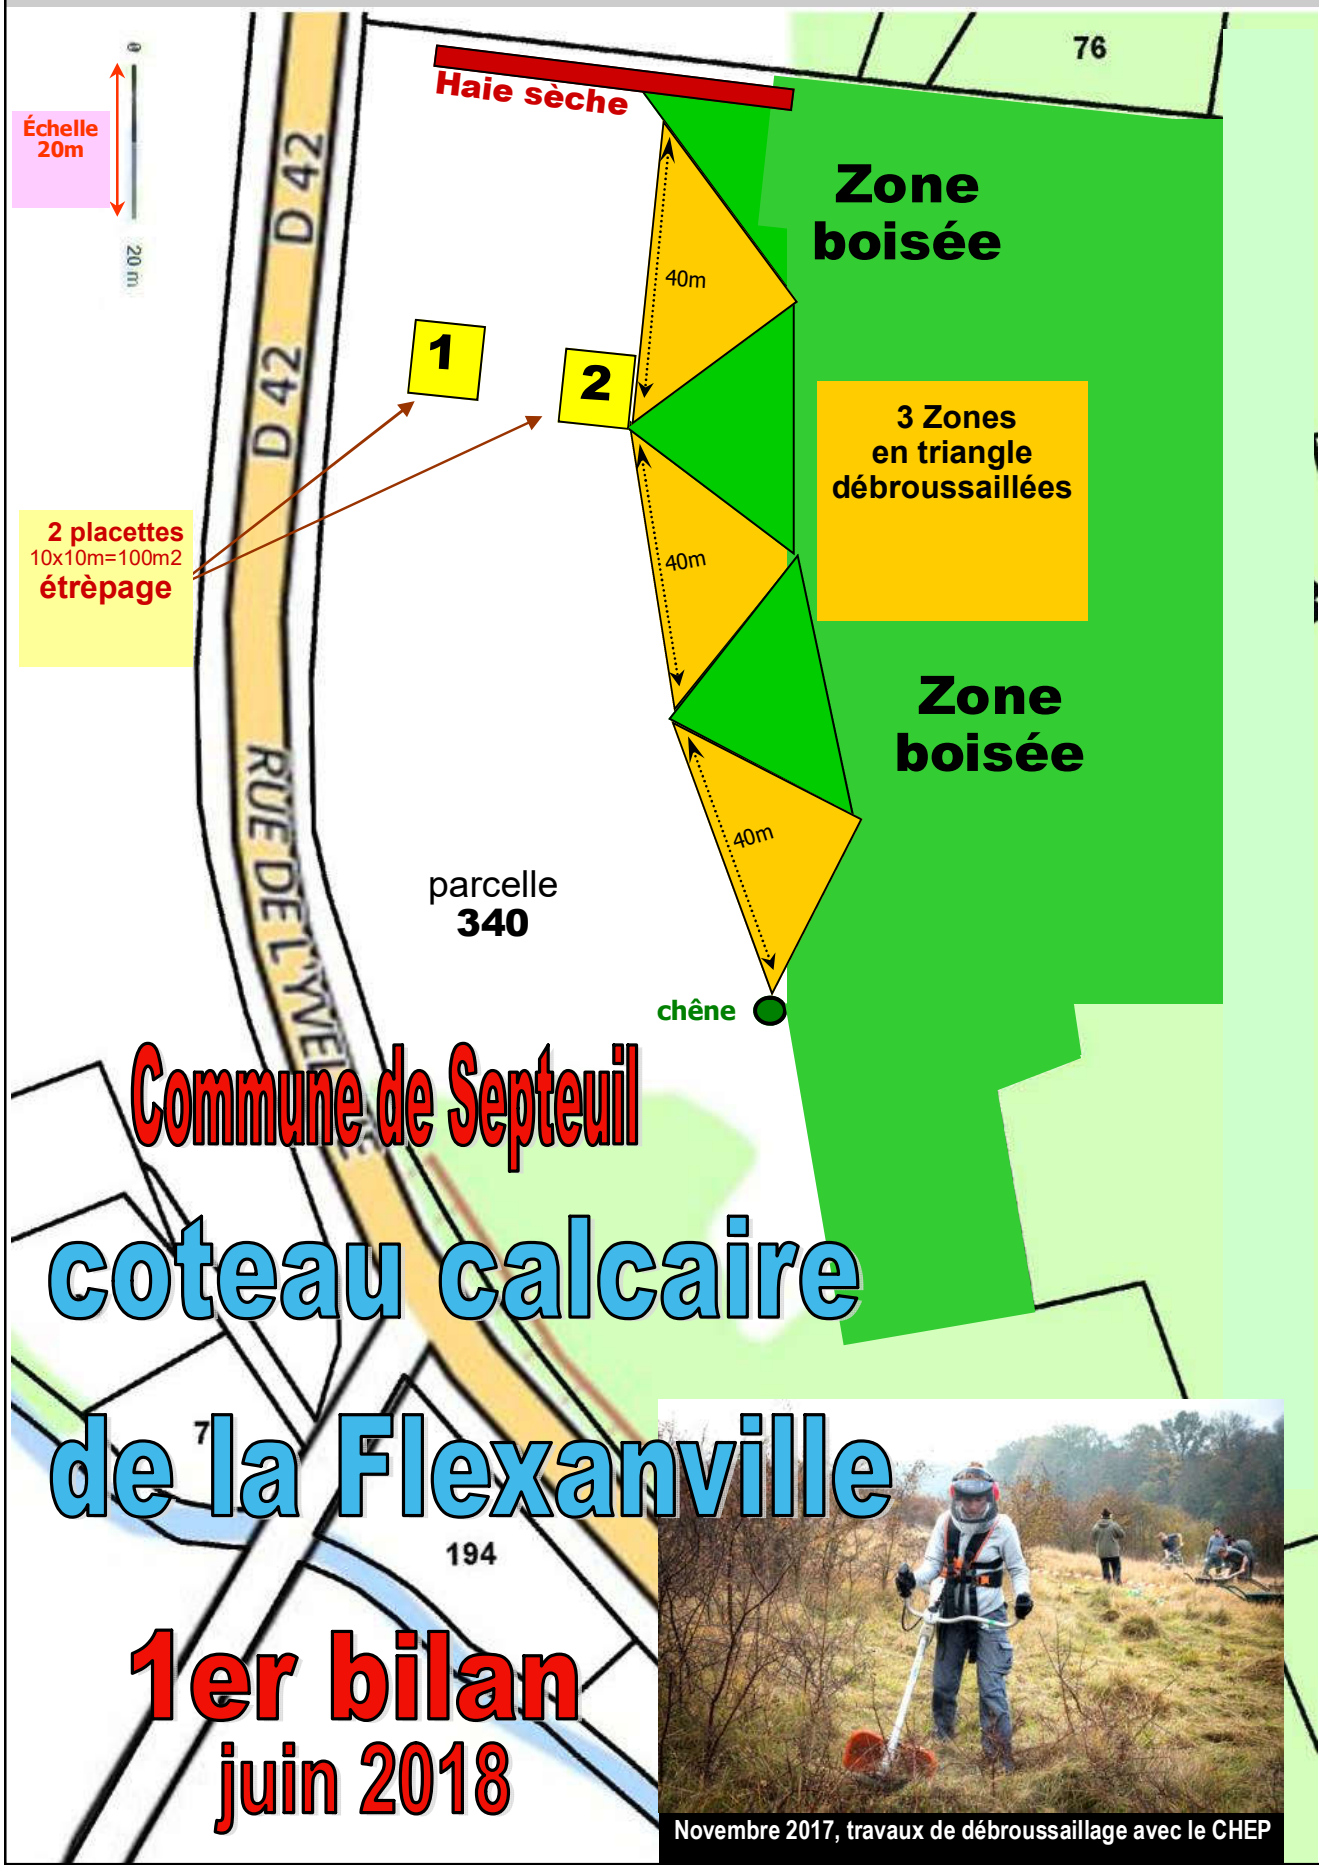 76
0
Échelle
20m
20 m
Haie sèche
D 42
Zone
boisée
40m
1
2
D 42
3 Zones
en triangle
débroussaillées
2 placettes
10x10m=100m2
étrèpage
40m
Zone
boisée
RUE DE L'YVELINE
40m
parcelle
340
chêne
Commune de Septeuil
coteau calcaire
7
de la Flexanville
194
1er bilan
juin 2018
Novembre 2017, travaux de débroussaillage avec le CHEP